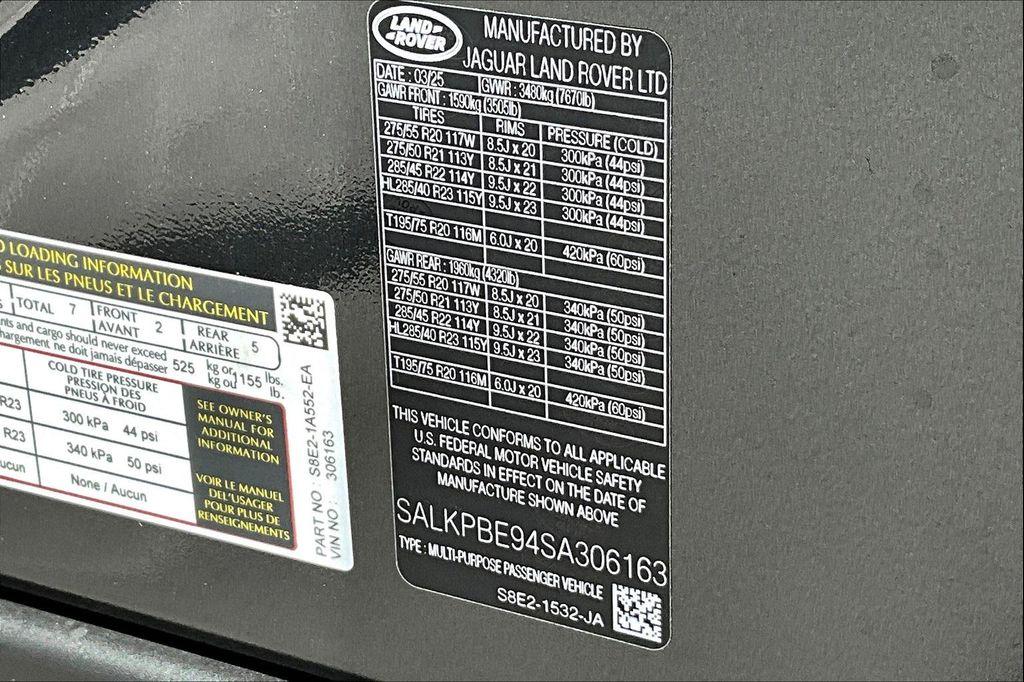 LAND
ROVER
MANUFACTURED BY
JAGUAR LAND ROVER LTD
DATE : 03/25 GVWR : 3480kg (7670lb)
GAWR FRONT : 1590kg (3505lb)
TIRES RIMS PRESSURE (COLD)
275/55 R20 117W 8.5J x 20 300kPa (44psi)
275/50 R21 113Y 8.5J x 21 300kPa (44psi)
285/45 R22 114Y 9.5J x 22 300kPa (44psi)
HL285/40 R23 115Y 9.5J x 23 300kPa (44psi)
T195/75 R20 116M 6.0J x 20 420kPa (60psi)
GAWR REAR : 1960kg (4320lb)
275/55 R20 117W 8.5J x 20 340kPa (50psi)
275/50 R21 113Y 8.5J x 21 340kPa (50psi)
285/45 R22 114Y 9.5J x 22 340kPa (50psi)
HL285/40 R23 115Y 9.5J x 23 340kPa (50psi)
T195/75 R20 116M 6.0J x 20 420kPa (60psi)
THIS VEHICLE CONFORMS TO ALL APPLICABLE
U.S. FEDERAL MOTOR VEHICLE SAFETY
STANDARDS IN EFFECT ON THE DATE OF
MANUFACTURE SHOWN ABOVE
SALKPBE94SA306163
TYPE : MULTI-PURPOSE PASSENGER VEHICLE
S8E2-1532-JA
LOADING INFORMATION
SUR LES PNEUS ET LE CHARGEMENT
TOTAL 7 FRONT 2 REAR 5
AVANT ARRIÈRE
and cargo should never exceed 525 kg or 1155 lbs.
ne doit jamais dépasser kg ou lb.
COLD TIRE PRESSURE
PRESSION DES
PNEUS À FROID
R23 300 kPa 44 psi
R23 340 kPa 50 psi
None / Aucun
SEE OWNER'S
MANUAL FOR
ADDITIONAL
INFORMATION
VOIR LE MANUEL
DEL'USAGER
POUR PLUS DE
RENSEIGNEMENTS
PART NO : S8E2-1A552-EA
VIN NO : 306163